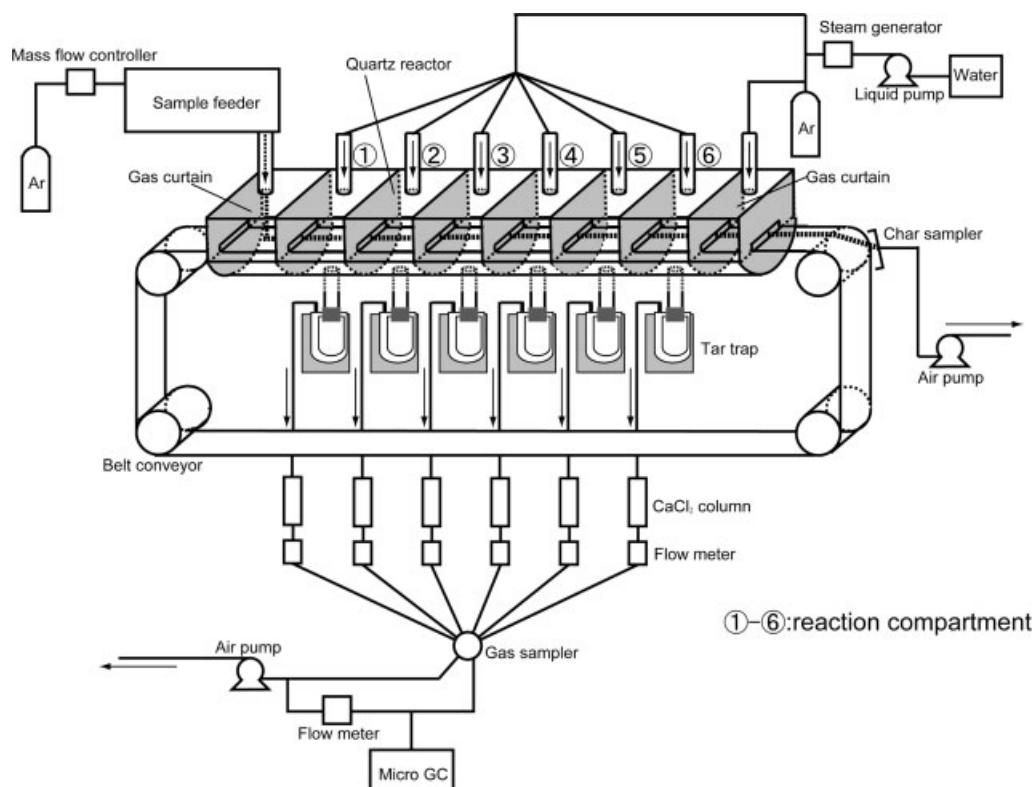 Mass flow controller
Sample feeder
Ar
Quartz reactor
Steam generator
Liquid pump
Water
Ar
Gas curtain
① ② ③ ④ ⑤ ⑥
Gas curtain
Char sampler
Tar trap
Air pump
Belt conveyor
CaCl₂ column
Flow meter
①-⑥:reaction compartment
Gas sampler
Air pump
Flow meter
Micro GC